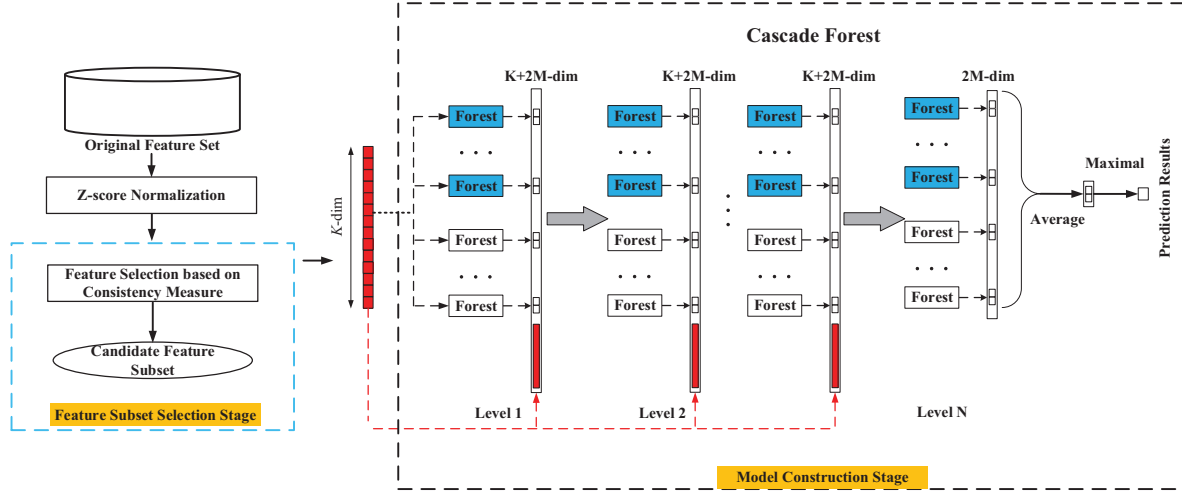 Original Feature Set
Z-score Normalization
Feature Selection based on
Consistency Measure
Candidate Feature
Subset
Feature Subset Selection Stage
K-dim
Cascade Forest
K+2M-dim
K+2M-dim
K+2M-dim
2M-dim
Forest
Forest
Forest
Forest
. . .
. . .
. . .
. . .
Forest
Forest
Forest
Forest
. . .
Forest
Forest
Forest
Forest
. . .
. . .
. . .
. . .
Forest
Forest
Forest
Forest
Level 1
Level 2
Level N
Average
Maximal
Prediction Results
Model Construction Stage